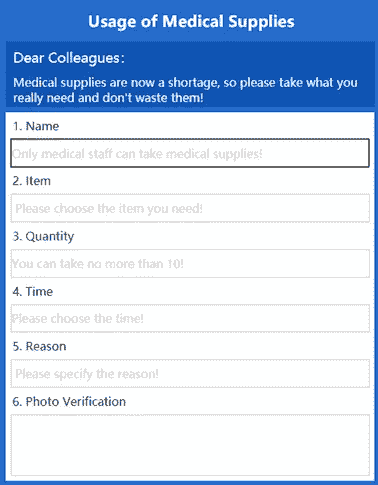 Usage of Medical Supplies
Dear Colleagues:
Medical supplies are now a shortage, so please take what you
really need and don't waste them!
1. Name
Only medical staff can take medical supplies!
2. Item
Please choose the item you need!
3. Quantity
You can take no more than 10!
4. Time
Please choose the time!
5. Reason
Please specify the reason!
6. Photo Verification